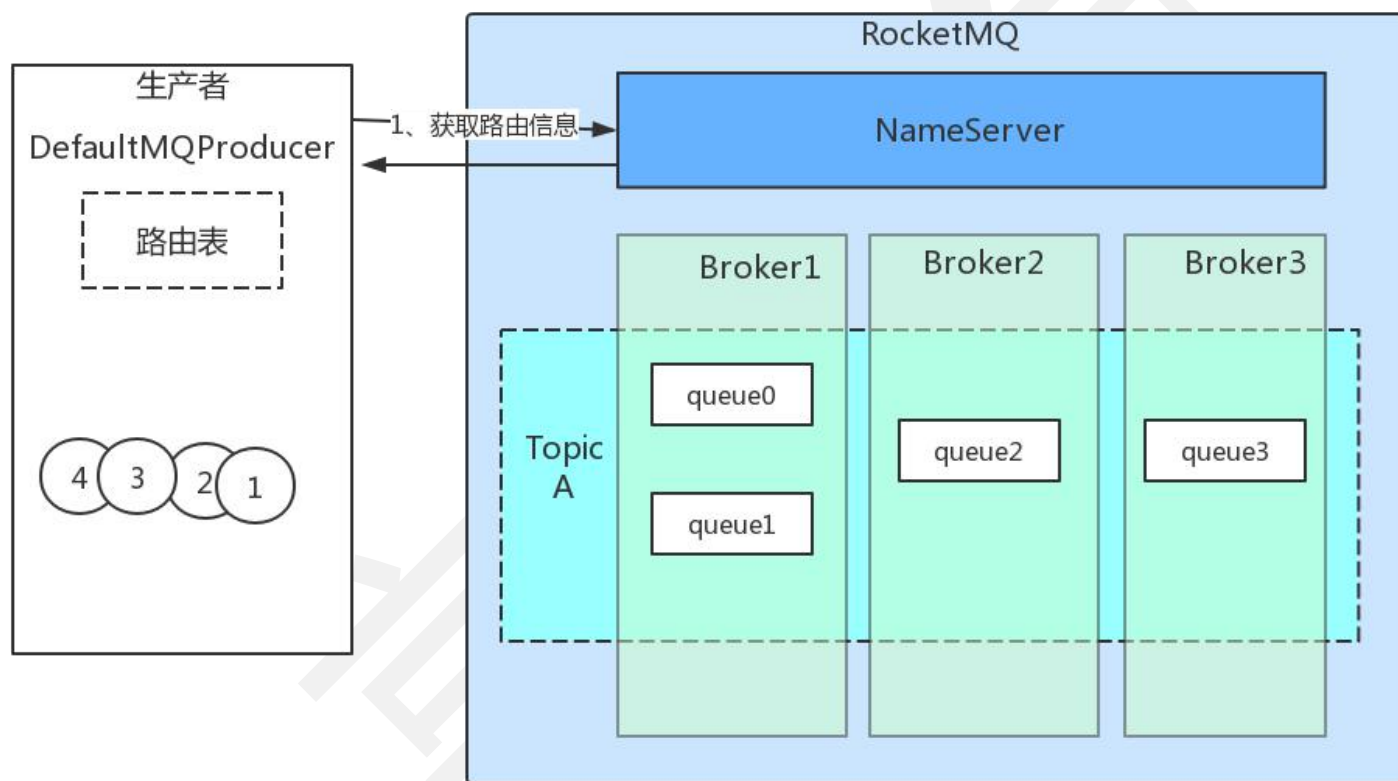 RocketMQ
生产者
DefaultMQProducer
路由表
1、获取路由信息
NameServer
Broker1
Broker2
Broker3
Topic
A
queue0
queue1
queue2
queue3
4
3
2
1